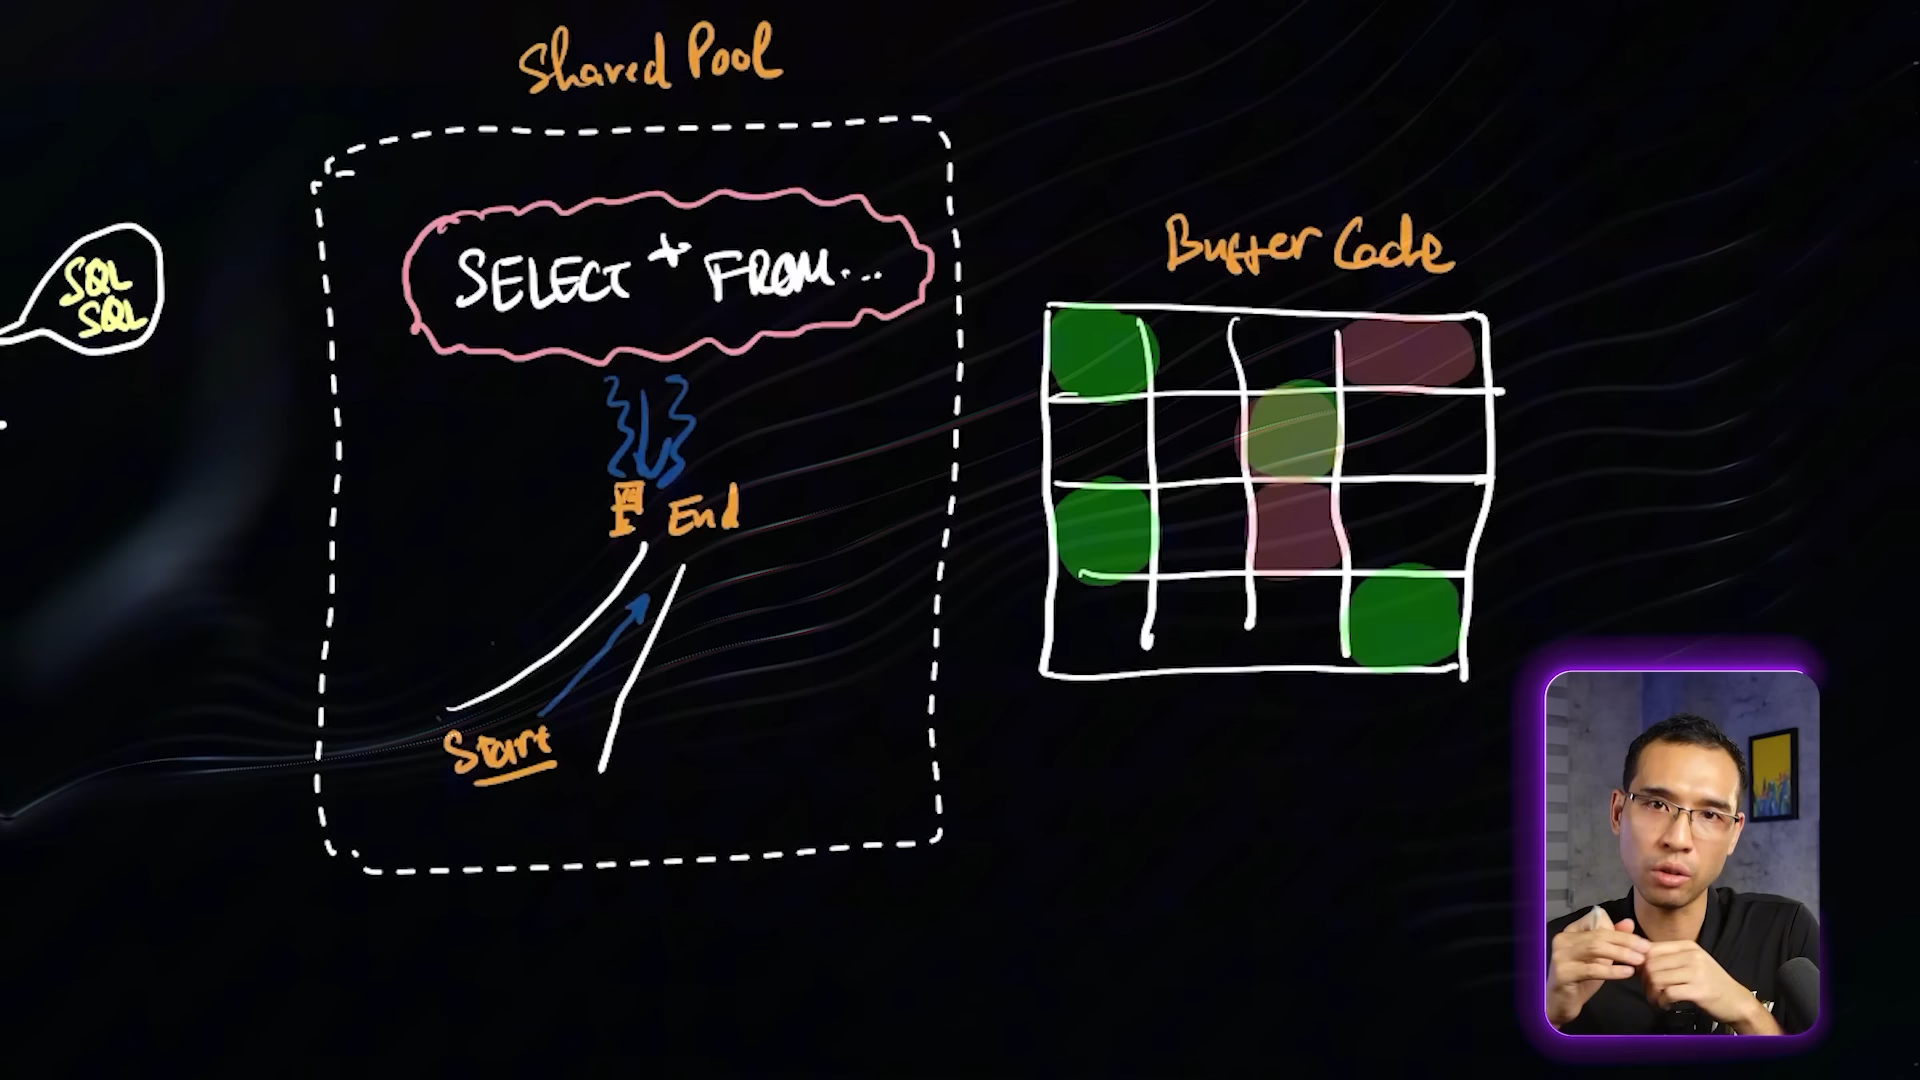 Shared Pool
SQL
SQL
SELECT * FROM...
Buffer Cache
End
Start